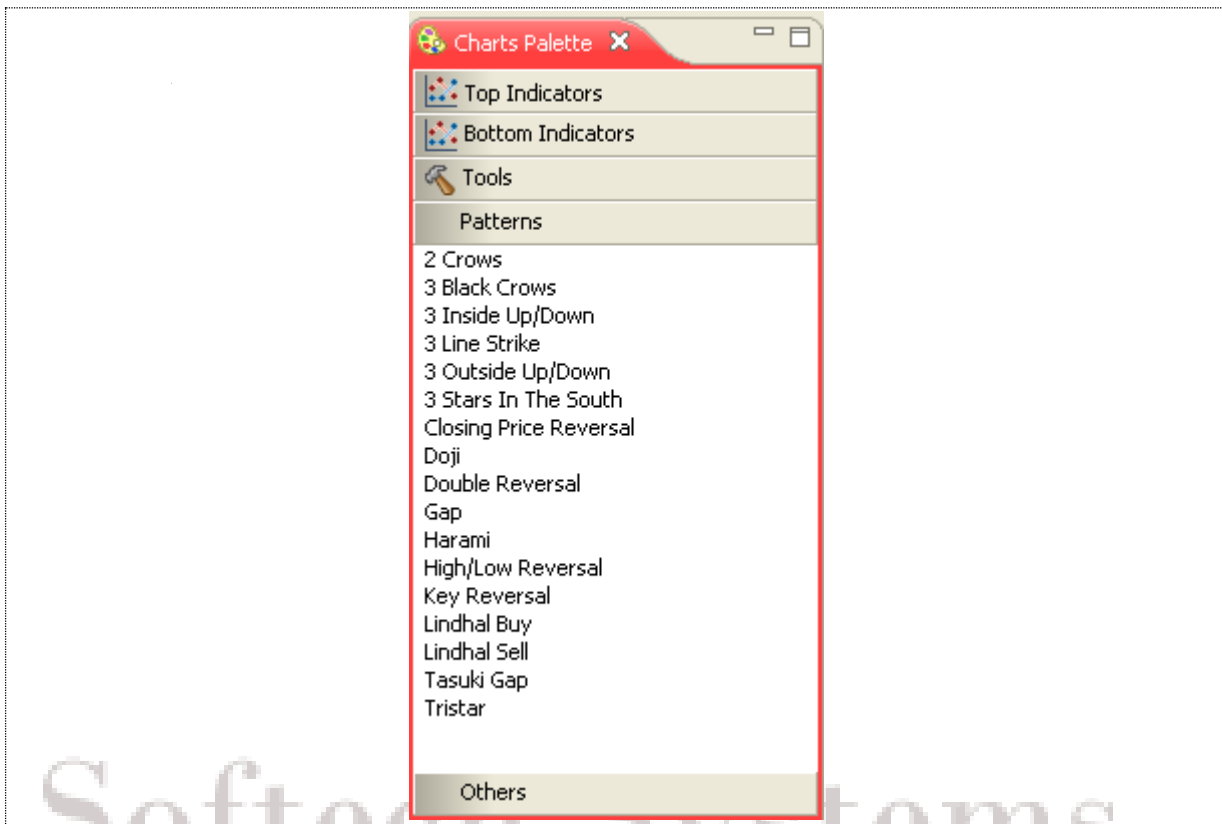 Charts Palette
Top Indicators
Bottom Indicators
Tools
Patterns
2 Crows
3 Black Crows
3 Inside Up/Down
3 Line Strike
3 Outside Up/Down
3 Stars In The South
Closing Price Reversal
Doji
Double Reversal
Gap
Harami
High/Low Reversal
Key Reversal
Lindhal Buy
Lindhal Sell
Tasuki Gap
Tristar
Others